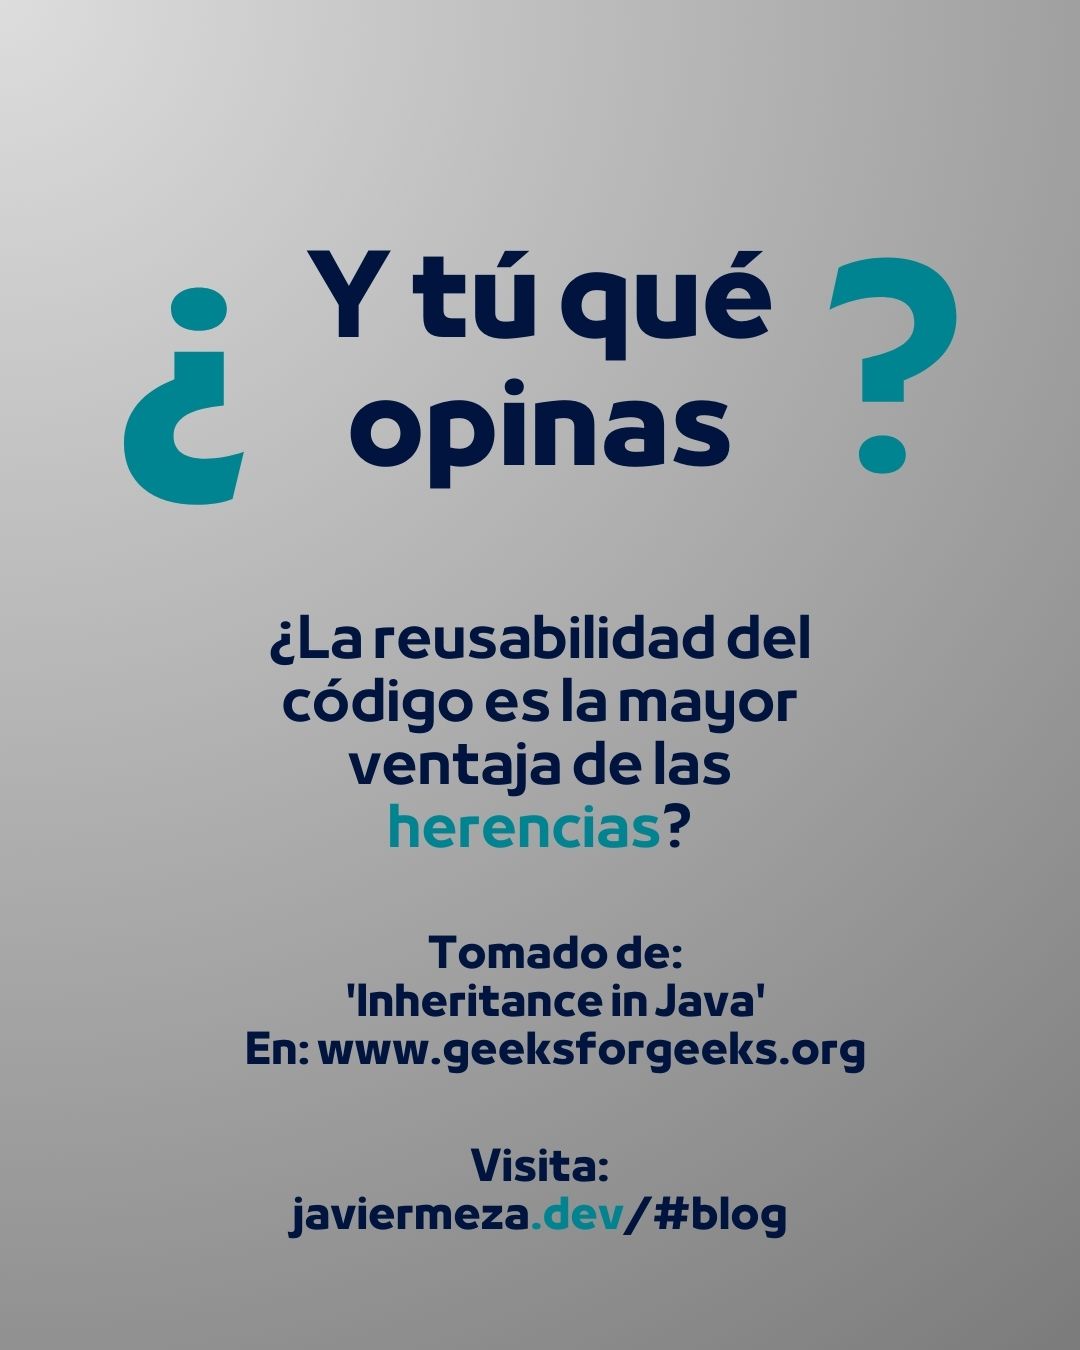 ¿ Y tú qué ?
opinas
¿La reusabilidad del
código es la mayor
ventaja de las
herencias?
Tomado de:
'Inheritance in Java'
En: www.geeksforgeeks.org
Visita:
javiermeza.dev/#blog